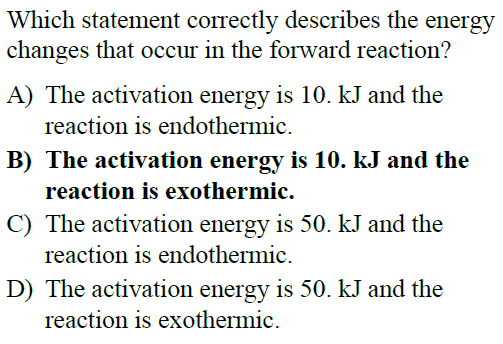 Which statement correctly describes the energy
changes that occur in the forward reaction?
A) The activation energy is 10. kJ and the
reaction is endothermic.
B) The activation energy is 10. kJ and the
reaction is exothermic.
C) The activation energy is 50. kJ and the
reaction is endothermic.
D) The activation energy is 50. kJ and the
reaction is exothermic.